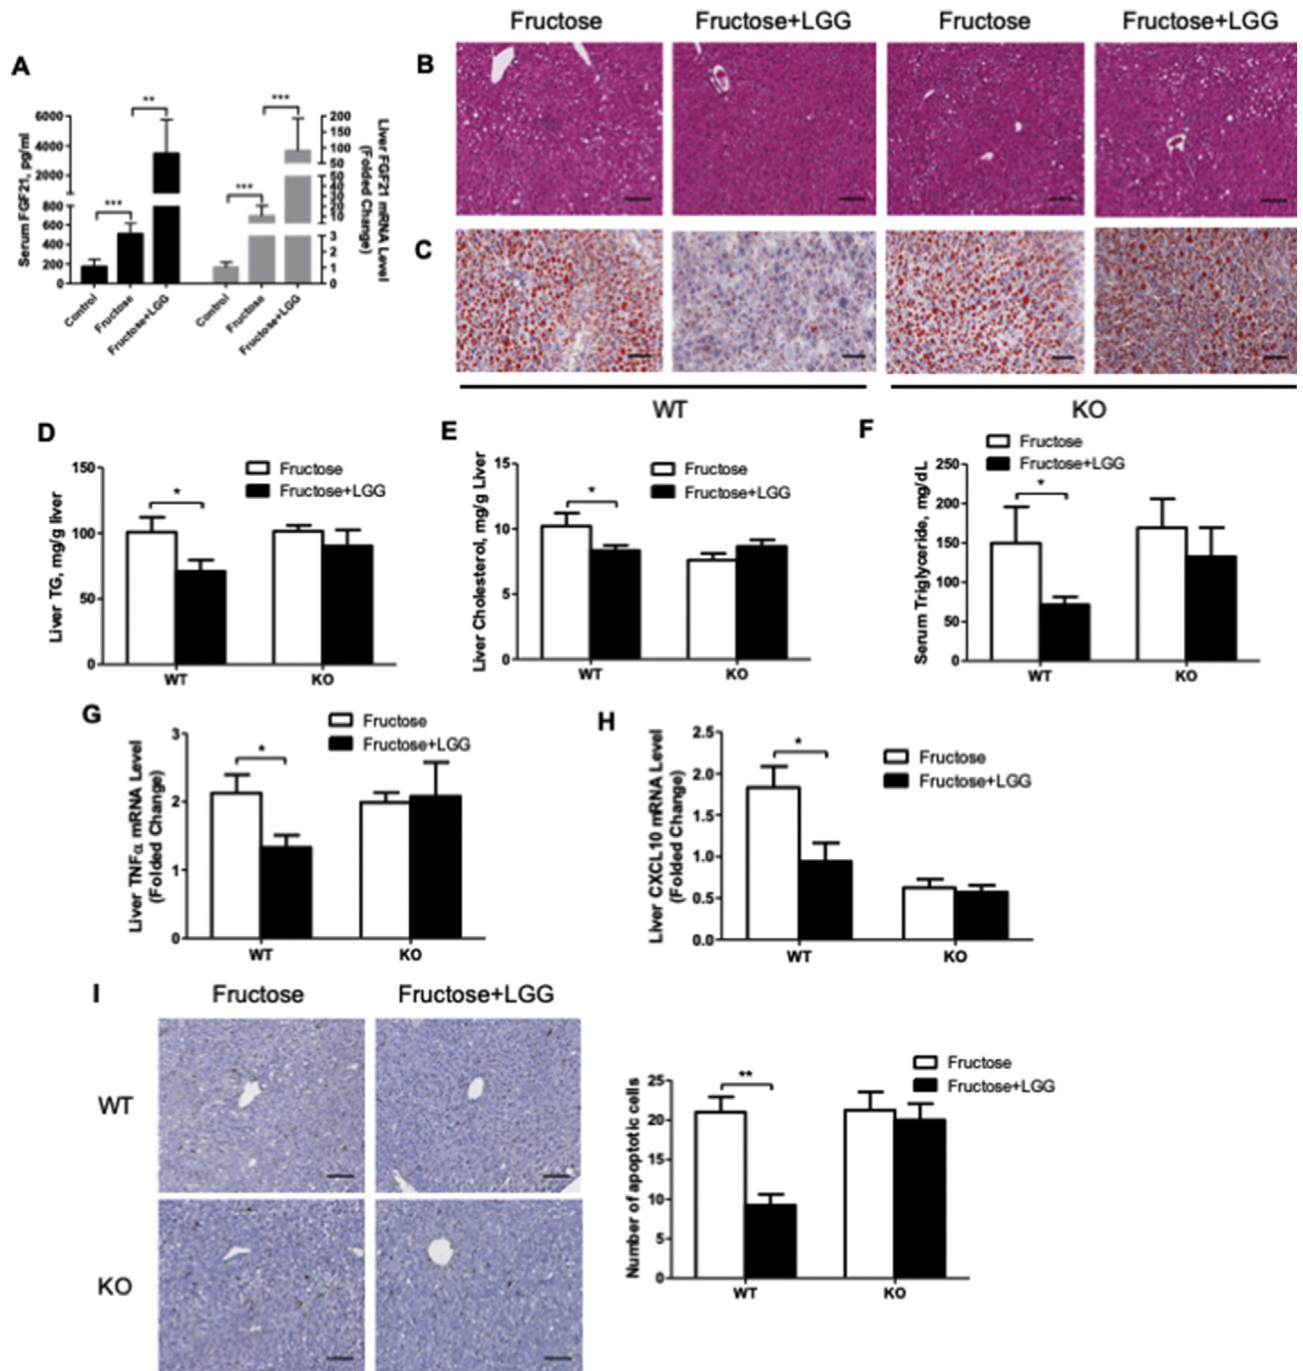 Fructose Fructose+LGG Fructose Fructose+LGG
A
B
** ***
Serum FGF21, pg/ml
6000
4000
2000
800
600
400
200
0
***
***
200
150
100
50
50
40
30
20
10
3
2
1
0
Liver FGF21 mRNA Level
(Folded Change)
Control
Fructose
Fructose+LGG
Control
Fructose
Fructose+LGG
C
WT KO
D
Liver TG, mg/g liver
150
100
50
0
Fructose
Fructose+LGG
*
WT KO
E
Liver Cholesterol, mg/g Liver
15
10
5
0
Fructose
Fructose+LGG
*
WT KO
F
Serum Triglyceride, mg/dL
250
200
150
100
50
0
Fructose
Fructose+LGG
*
WT KO
G
Liver TNFα mRNA Level
(Folded Change)
3
2
1
0
Fructose
Fructose+LGG
*
WT KO
H
Liver CXCL10 mRNA Level
(Folded Change)
2.5
2.0
1.5
1.0
0.5
0.0
Fructose
Fructose+LGG
*
WT KO
I
Fructose Fructose+LGG
WT
KO
Number of apoptotic cells
25
20
15
10
5
0
Fructose
Fructose+LGG
**
WT KO